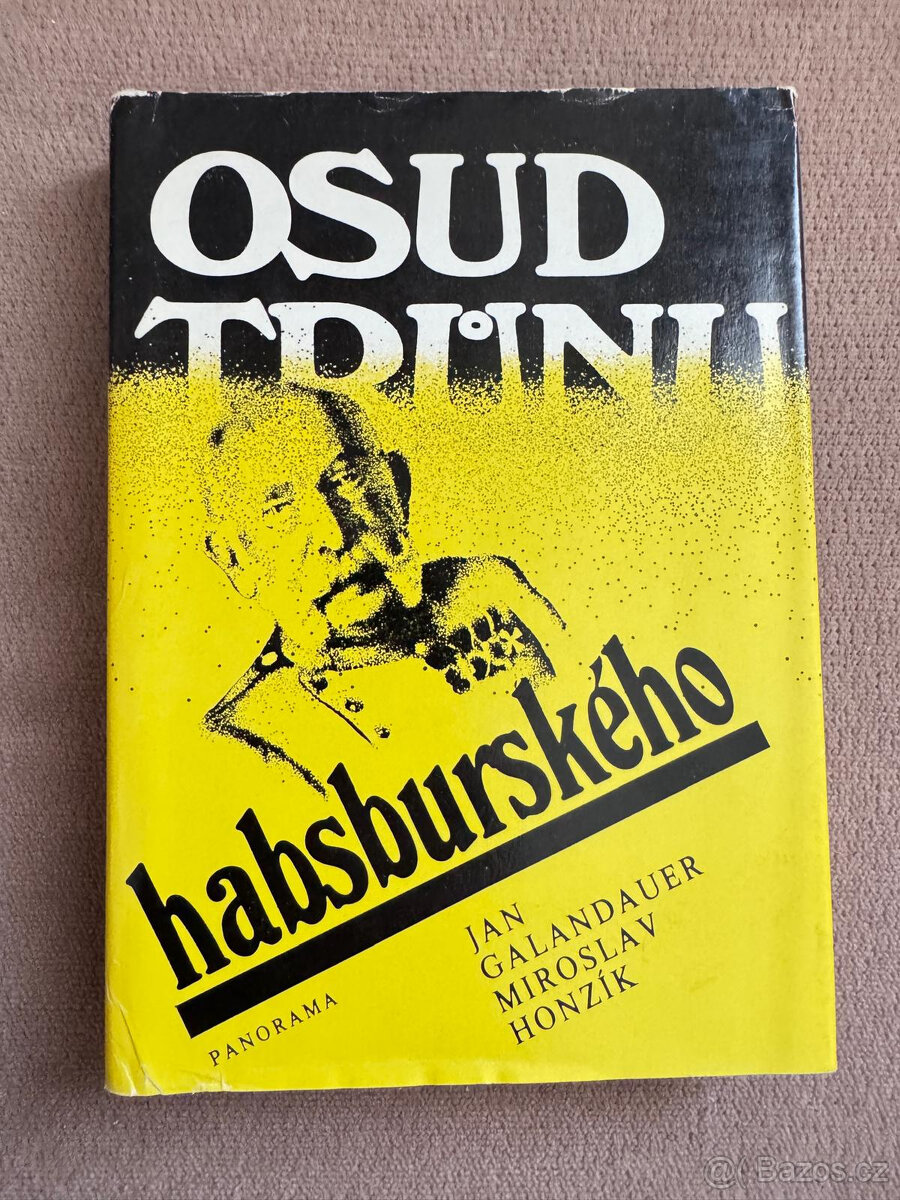 OSUD
TRŮNU
habsburského
JAN
GALANDAUER
MIROSLAV
HONZÍK
PANORAMA
@ Bazos.cz